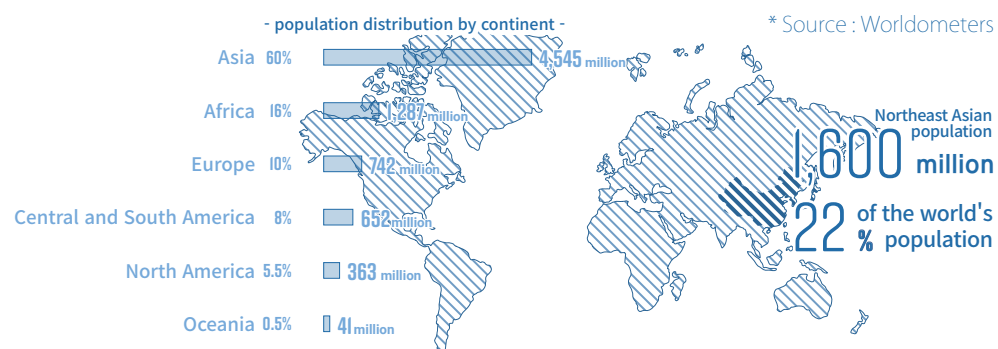 - population distribution by continent -
* Source : Worldometers
Asia 60% 4,545 million
Africa 16% 1,287 million
Europe 10% 742 million
Central and South America 8% 652 million
North America 5.5% 363 million
Oceania 0.5% 41 million
Northeast Asian
population
1,600 million
22 % of the world's
population